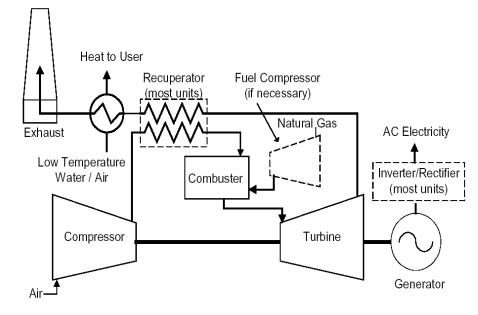 Heat to User
Recuperator
(most units)
Fuel Compressor
(if necessary)
Natural Gas
Exhaust
AC Electricity
Low Temperature
Water / Air
Combuster
Inverter/Rectifier
(most units)
Compressor
Turbine
Generator
Air